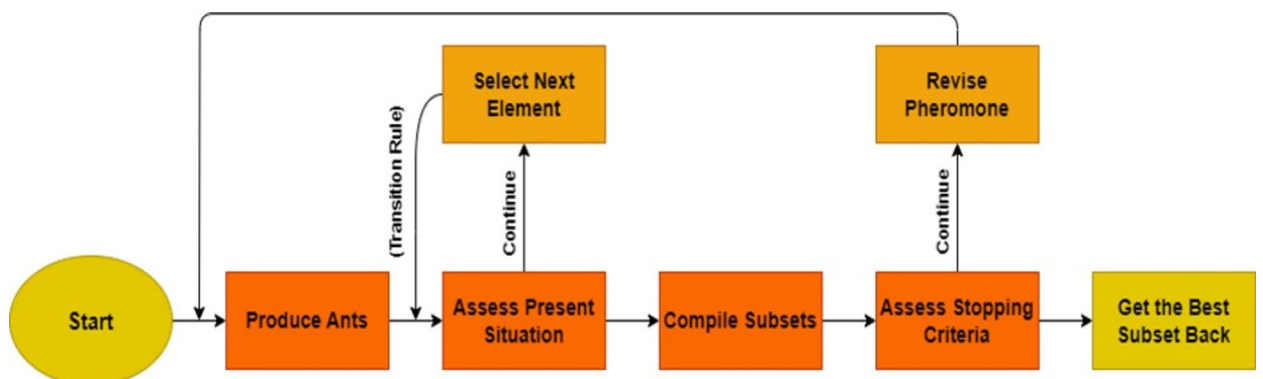 Select Next
Element
Revise
Pheromone
(Transition Rule)
Continue
Continue
Start
Produce Ants
Assess Present
Situation
Compile Subsets
Assess Stopping
Criteria
Get the Best
Subset Back